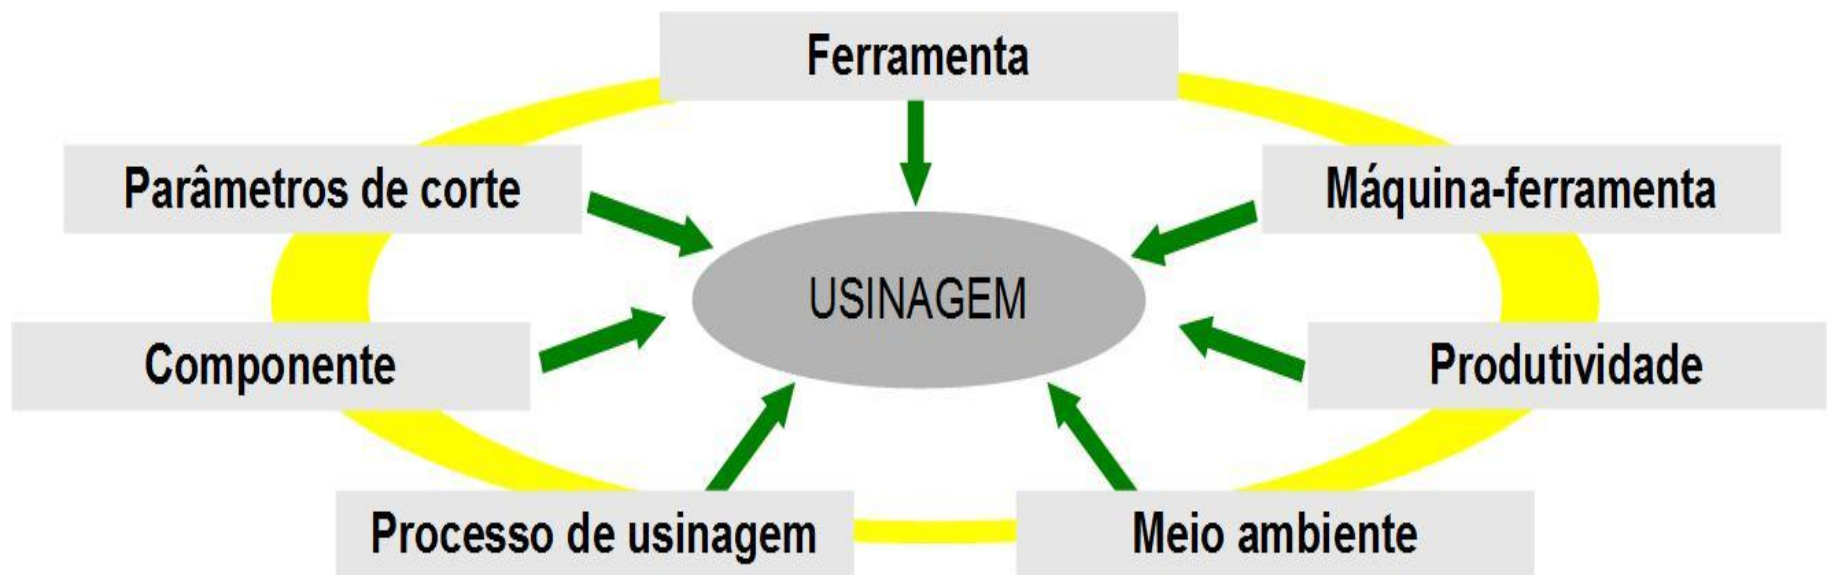 Ferramenta
Parâmetros de corte
Máquina-ferramenta
USINAGEM
Componente
Produtividade
Processo de usinagem
Meio ambiente